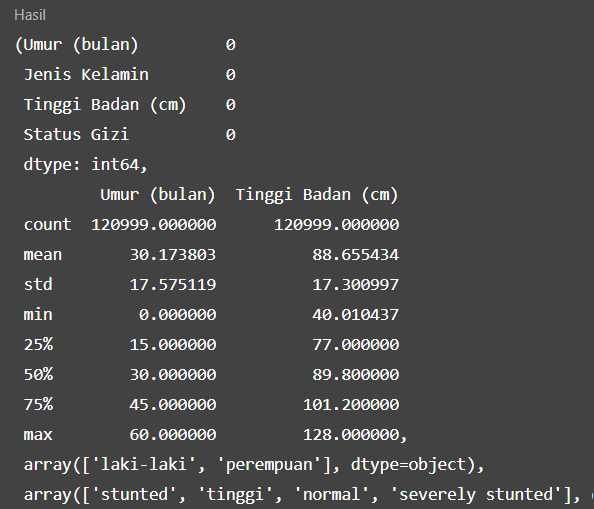 Hasil
(Umur (bulan)         0
 Jenis Kelamin        0
 Tinggi Badan (cm)    0
 Status Gizi          0
 dtype: int64,
         Umur (bulan)  Tinggi Badan (cm)
 count  120999.000000      120999.000000
 mean       30.173803          88.655434
 std        17.575119          17.300997
 min         0.000000          40.010437
 25%        15.000000          77.000000
 50%        30.000000          89.800000
 75%        45.000000         101.200000
 max        60.000000         128.000000,
 array(['laki-laki', 'perempuan'], dtype=object),
 array(['stunted', 'tinggi', 'normal', 'severely stunted'],